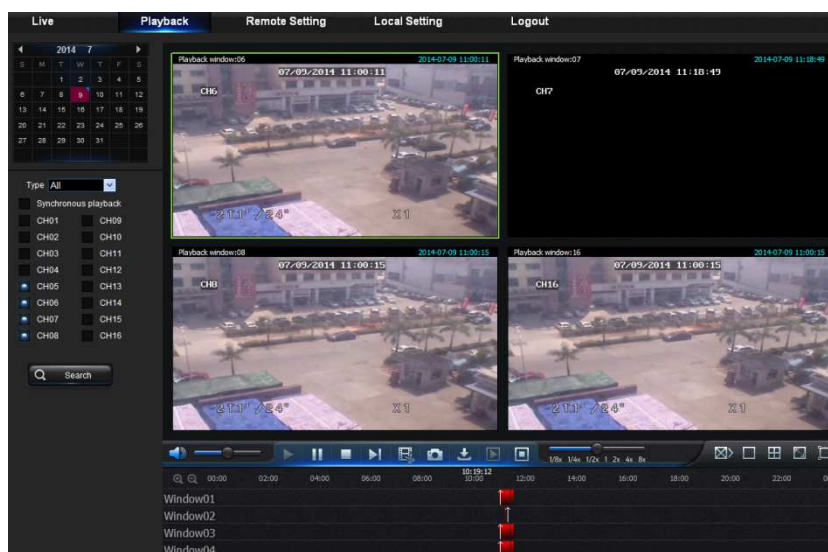 Live Playback Remote Setting Local Setting Logout
2014 7
S M T W T F S
1 2 3 4 5
6 7 8 9 10 11 12
13 14 15 16 17 18 19
20 21 22 23 24 25 26
27 28 29 30 31
Type All
Synchronous playback
CH01 CH09
CH02 CH10
CH03 CH11
CH04 CH12
CH05 CH13
CH06 CH14
CH07 CH15
CH08 CH16
Search
Playback window:06 2014-07-09 11:00:11
07/09/2014 11:00:11
CH6
211°/24° X1
Playback window:07 2014-07-09 11:18:49
07/09/2014 11:18:49
CH7
Playback window:08 2014-07-09 11:00:15
07/09/2014 11:00:15
CH8
211°/24° X1
Playback window:16 2014-07-09 11:00:15
07/09/2014 11:00:15
CH16
211°/24° X1
1/8x 1/4x 1/2x 1 2x 4x 8x
10:19:12
00:00 02:00 04:00 06:00 08:00 10:00 12:00 14:00 16:00 18:00 20:00 22:00
Window01
Window02
Window03
Window04